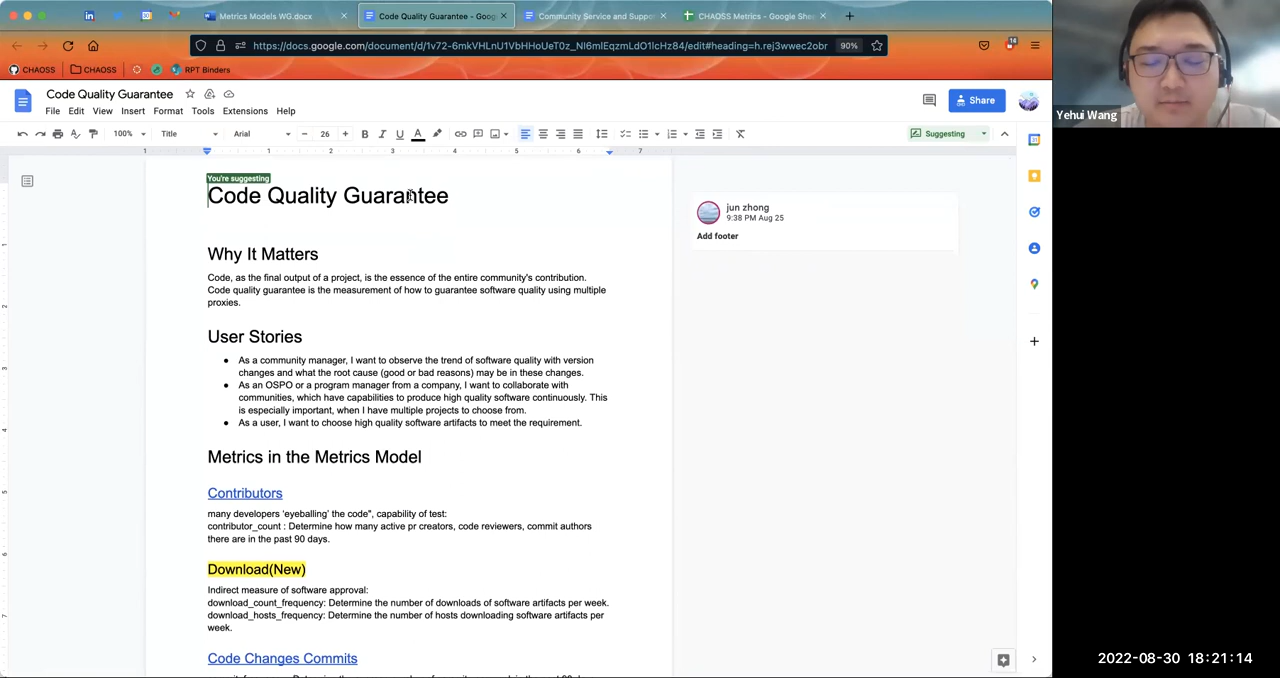 Metrics Models WG.docx
Code Quality Guarantee - Goog
Community Service and Suppor
CHAOSS Metrics - Google Shee
https://docs.google.com/document/d/1v72-6mkVHLnU1VbHHoUeT0z_NI6mIEqzmLdO1lcHz84/edit#heading=h.rej3wwec2obr
90%
14
CHAOSS
CHAOSS
RPT Binders
Code Quality Guarantee
File Edit View Insert Format Tools Extensions Help
Share
100%
Title
Arial
26
Suggesting
1 1 2 3 4 5 6 7
You're suggesting
Code Quality Guarantee
Why It Matters
Code, as the final output of a project, is the essence of the entire community's contribution.
Code quality guarantee is the measurement of how to guarantee software quality using multiple
proxies.
User Stories
● As a community manager, I want to observe the trend of software quality with version
changes and what the root cause (good or bad reasons) may be in these changes.
● As an OSPO or a program manager from a company, I want to collaborate with
communities, which have capabilities to produce high quality software continuously. This
is especially important, when I have multiple projects to choose from.
● As a user, I want to choose high quality software artifacts to meet the requirement.
Metrics in the Metrics Model
Contributors
many developers ‘eyeballing’ the code", capability of test:
contributor_count : Determine how many active pr creators, code reviewers, commit authors
there are in the past 90 days.
Download(New)
Indirect measure of software approval:
download_count_frequency: Determine the number of downloads of software artifacts per week.
download_hosts_frequency: Determine the number of hosts downloading software artifacts per
week.
Code Changes Commits
jun zhong
9:38 PM Aug 25
Add footer
Yehui Wang
2022-08-30 18:21:14